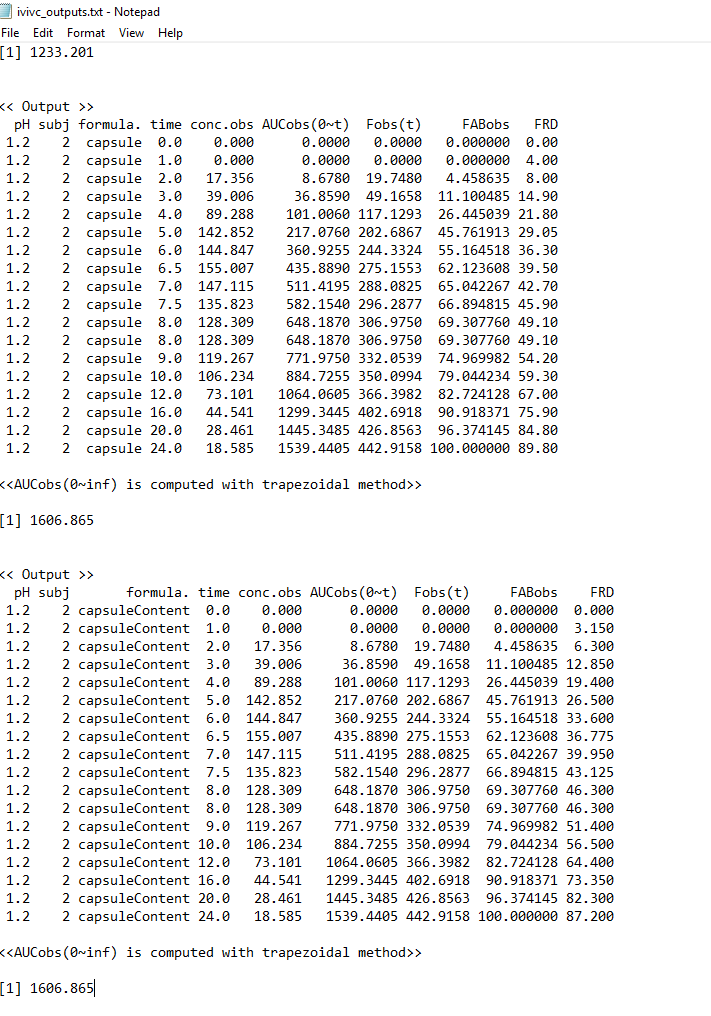 ivivc_outputs.txt - Notepad
File Edit Format View Help
[1] 1233.201
<< Output >>
pH subj formula. time conc.obs AUCobs(0~t) Fobs(t) FABobs FRD
1.2 2 capsule 0.0 0.000 0.0000 0.0000 0.000000 0.00
1.2 2 capsule 1.0 0.000 0.0000 0.0000 0.000000 4.00
1.2 2 capsule 2.0 17.356 8.6780 19.7480 4.458635 8.00
1.2 2 capsule 3.0 39.006 36.8590 49.1658 11.100485 14.90
1.2 2 capsule 4.0 89.288 101.0060 117.1293 26.445039 21.80
1.2 2 capsule 5.0 142.852 217.0760 202.6867 45.761913 29.05
1.2 2 capsule 6.0 144.847 360.9255 244.3324 55.164518 36.30
1.2 2 capsule 6.5 155.007 435.8890 275.1553 62.123608 39.50
1.2 2 capsule 7.0 147.115 511.4195 288.0825 65.042267 42.70
1.2 2 capsule 7.5 135.823 582.1540 296.2877 66.894815 45.90
1.2 2 capsule 8.0 128.309 648.1870 306.9750 69.307760 49.10
1.2 2 capsule 8.0 128.309 648.1870 306.9750 69.307760 49.10
1.2 2 capsule 9.0 119.267 771.9750 332.0539 74.969982 54.20
1.2 2 capsule 10.0 106.234 884.7255 350.0994 79.044234 59.30
1.2 2 capsule 12.0 73.101 1064.0605 366.3982 82.724128 67.00
1.2 2 capsule 16.0 44.541 1299.3445 402.6918 90.918371 75.90
1.2 2 capsule 20.0 28.461 1445.3485 426.8563 96.374145 84.80
1.2 2 capsule 24.0 18.585 1539.4405 442.9158 100.000000 89.80
<<AUCobs(0~inf) is computed with trapezoidal method>>
[1] 1606.865
<< Output >>
pH subj formula. time conc.obs AUCobs(0~t) Fobs(t) FABobs FRD
1.2 2 capsuleContent 0.0 0.000 0.0000 0.0000 0.000000 0.000
1.2 2 capsuleContent 1.0 0.000 0.0000 0.0000 0.000000 3.150
1.2 2 capsuleContent 2.0 17.356 8.6780 19.7480 4.458635 6.300
1.2 2 capsuleContent 3.0 39.006 36.8590 49.1658 11.100485 12.850
1.2 2 capsuleContent 4.0 89.288 101.0060 117.1293 26.445039 19.400
1.2 2 capsuleContent 5.0 142.852 217.0760 202.6867 45.761913 26.500
1.2 2 capsuleContent 6.0 144.847 360.9255 244.3324 55.164518 33.600
1.2 2 capsuleContent 6.5 155.007 435.8890 275.1553 62.123608 36.775
1.2 2 capsuleContent 7.0 147.115 511.4195 288.0825 65.042267 39.950
1.2 2 capsuleContent 7.5 135.823 582.1540 296.2877 66.894815 43.125
1.2 2 capsuleContent 8.0 128.309 648.1870 306.9750 69.307760 46.300
1.2 2 capsuleContent 8.0 128.309 648.1870 306.9750 69.307760 46.300
1.2 2 capsuleContent 9.0 119.267 771.9750 332.0539 74.969982 51.400
1.2 2 capsuleContent 10.0 106.234 884.7255 350.0994 79.044234 56.500
1.2 2 capsuleContent 12.0 73.101 1064.0605 366.3982 82.724128 64.400
1.2 2 capsuleContent 16.0 44.541 1299.3445 402.6918 90.918371 73.350
1.2 2 capsuleContent 20.0 28.461 1445.3485 426.8563 96.374145 82.300
1.2 2 capsuleContent 24.0 18.585 1539.4405 442.9158 100.000000 87.200
<<AUCobs(0~inf) is computed with trapezoidal method>>
[1] 1606.865